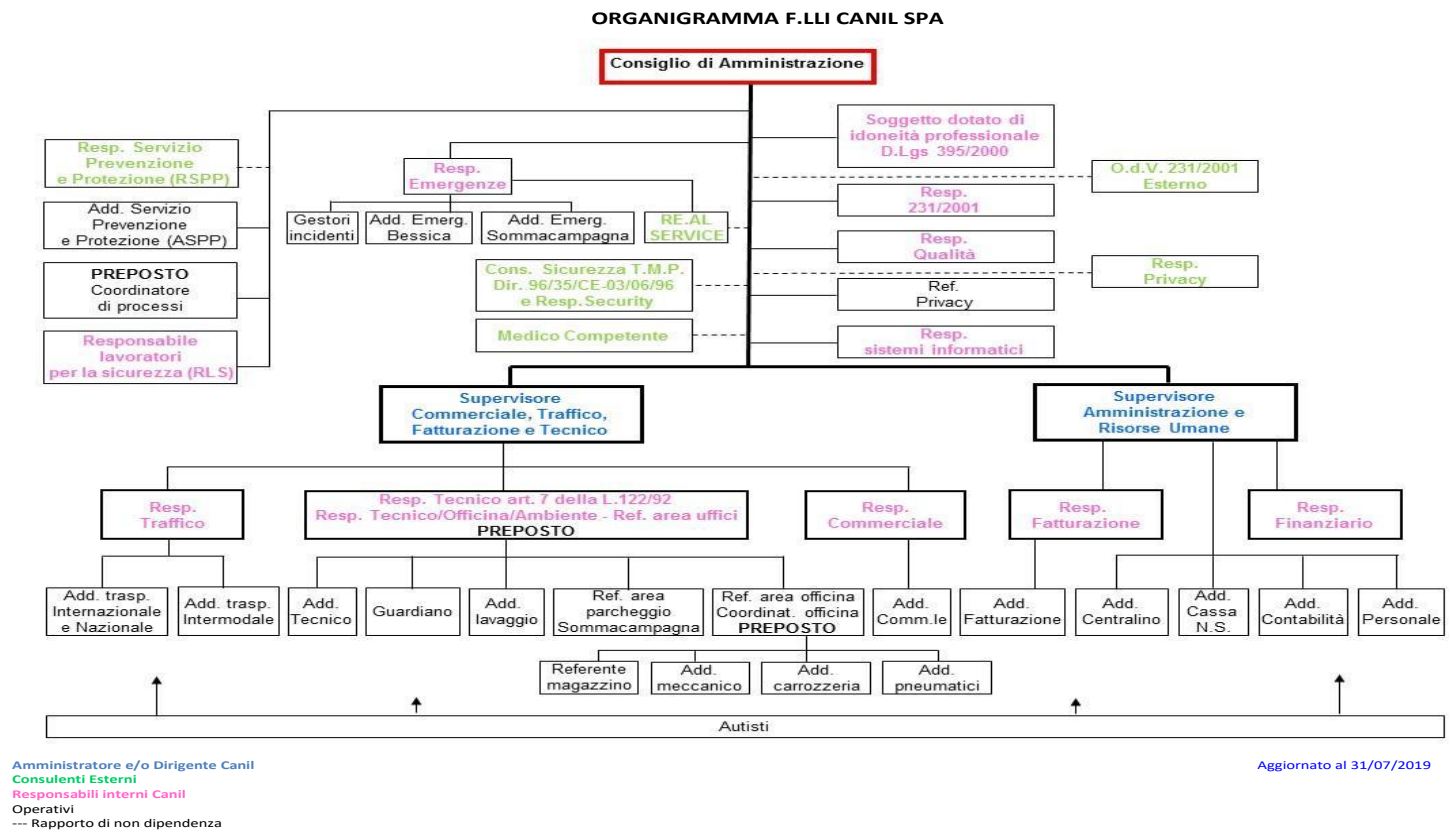 ORGANIGRAMMA F.LLI CANIL SPA
Consiglio di Amministrazione
Resp. Servizio
Prevenzione
e Protezione (RSPP)
Add. Servizio
Prevenzione
e Protezione (ASPP)
PREPOSTO
Coordinatore
di processi
Responsabile
lavoratori
per la sicurezza (RLS)
Resp.
Emergenze
Gestori
incidenti
Add. Emerg.
Bessica
Add. Emerg.
Sommacampagna
RE.AL
SERVICE
Cons. Sicurezza T.M.P.
Dir. 96/35/CE-03/06/96
e Resp.Security
Medico Competente
Soggetto dotato di
idoneità professionale
D.Lgs 395/2000
O.d.V. 231/2001
Esterno
Resp.
231/2001
Resp.
Qualità
Resp.
Privacy
Ref.
Privacy
Resp.
sistemi informatici
Supervisore
Commerciale, Traffico,
Fatturazione e Tecnico
Supervisore
Amministrazione e
Risorse Umane
Resp.
Traffico
Resp. Tecnico art. 7 della L.122/92
Resp. Tecnico/Officina/Ambiente - Ref. area uffici
PREPOSTO
Resp.
Commerciale
Resp.
Fatturazione
Resp.
Finanziario
Add. trasp.
Internazionale
e Nazionale
Add. trasp.
Intermodale
Add.
Tecnico
Guardiano
Add.
lavaggio
Ref. area
parcheggio
Sommacampagna
Ref. area officina
Coordinat. officina
PREPOSTO
Add.
Comm.le
Add.
Fatturazione
Add.
Centralino
Add.
Cassa
N.S.
Add.
Contabilità
Add.
Personale
Referente
magazzino
Add.
meccanico
Add.
carrozzeria
Add.
pneumatici
Autisti
Amministratore e/o Dirigente Canil
Aggiornato al 31/07/2019
Consulenti Esterni
Responsabili interni Canil
Operativi
--- Rapporto di non dipendenza